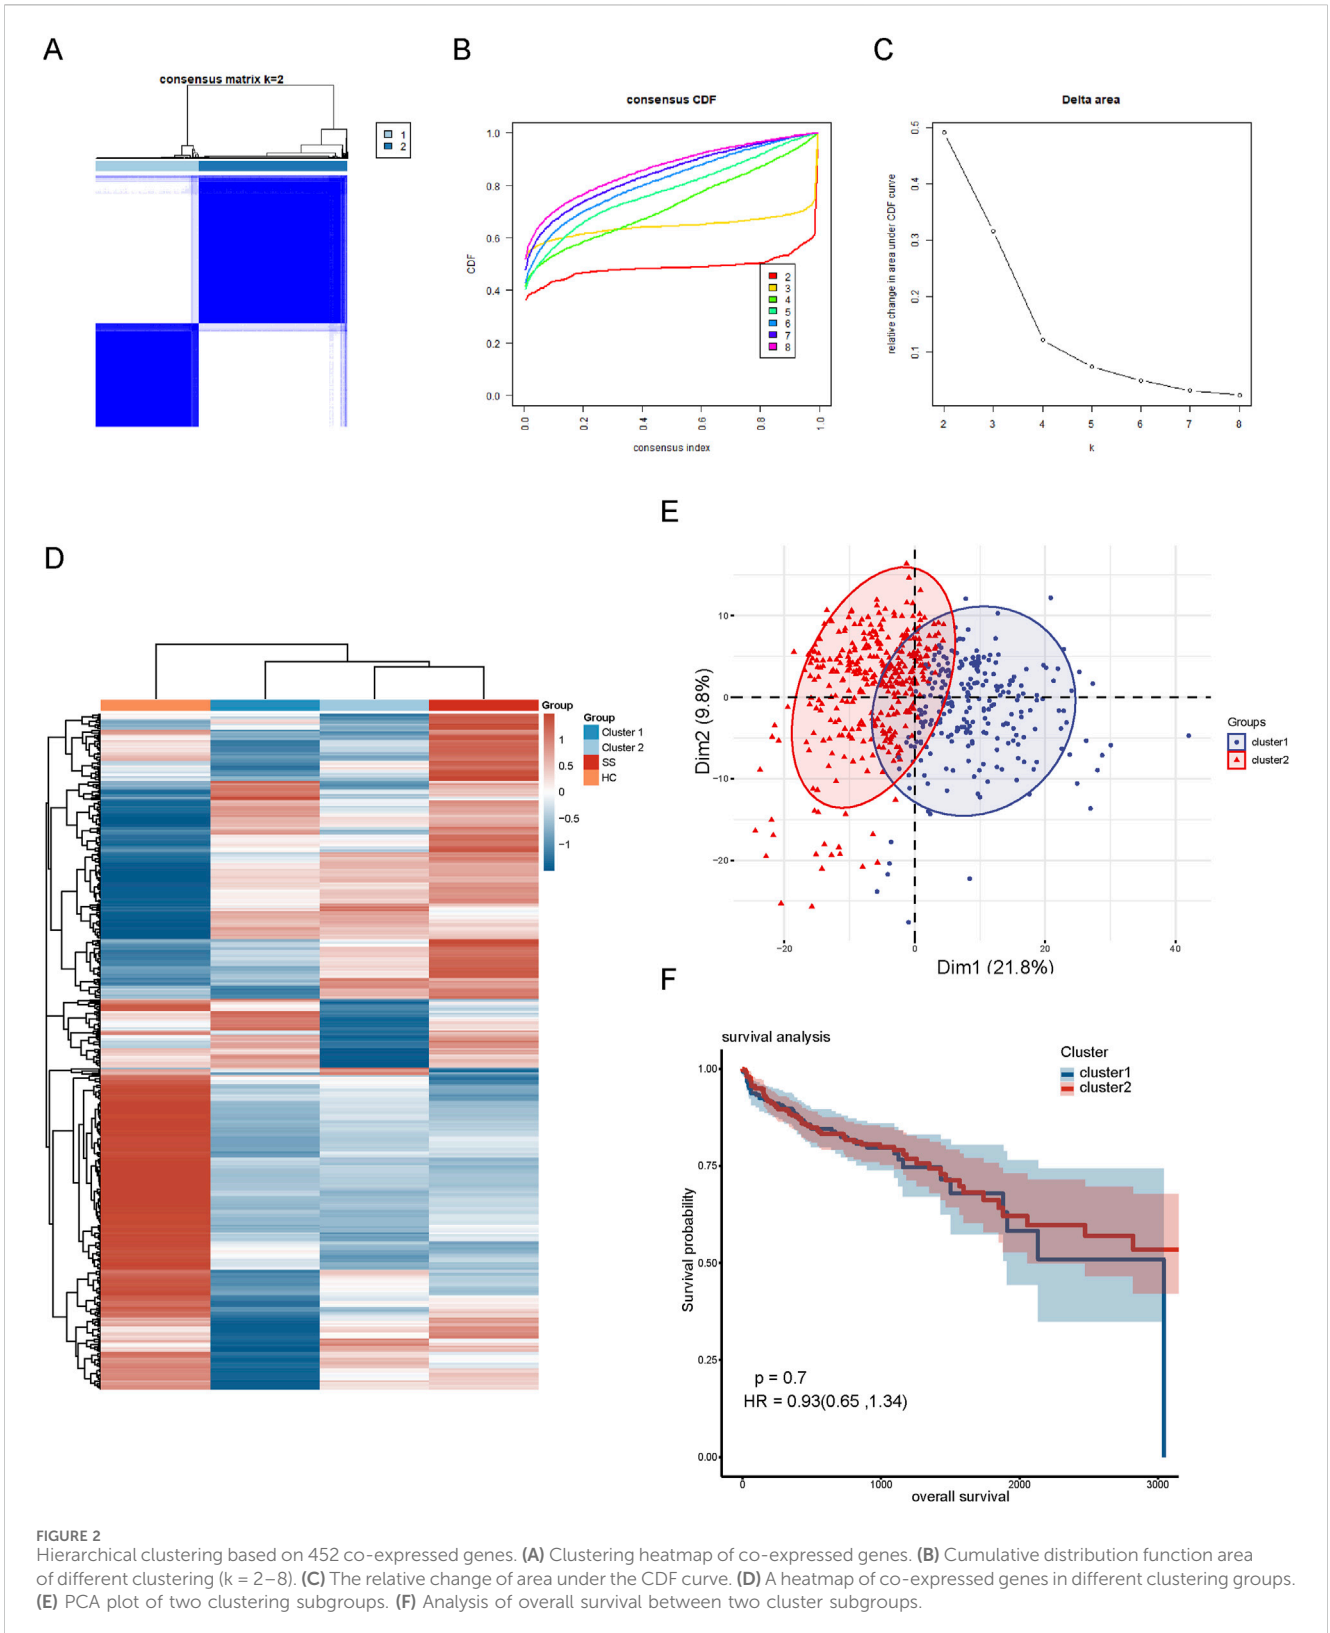 A
consensus matrix k=2
1
2
B
consensus CDF
1.0
0.8
0.6
0.4
0.2
0.0
CDF
2
3
4
5
6
7
8
0.0
0.2
0.4
0.6
0.8
1.0
consensus index
C
Delta area
0.5
0.4
0.3
0.2
0.1
relative change in area under CDF curve
2
3
4
5
6
7
8
k
D
Group
1
0.5
0
−0.5
−1
Group
Cluster 1
Cluster 2
SS
HC
E
10
0
−10
−20
Dim2 (9.8%)
−20
0
20
40
Dim1 (21.8%)
Groups
cluster1
cluster2
F
survival analysis
Cluster
cluster1
cluster2
1.00
0.75
0.50
0.25
0.00
Survival probability
p = 0.7
HR = 0.93(0.65 ,1.34)
0
1000
2000
3000
overall survival
FIGURE 2
Hierarchical clustering based on 452 co-expressed genes. (A) Clustering heatmap of co-expressed genes. (B) Cumulative distribution function area
of different clustering (k = 2–8). (C) The relative change of area under the CDF curve. (D) A heatmap of co-expressed genes in different clustering groups.
(E) PCA plot of two clustering subgroups. (F) Analysis of overall survival between two cluster subgroups.